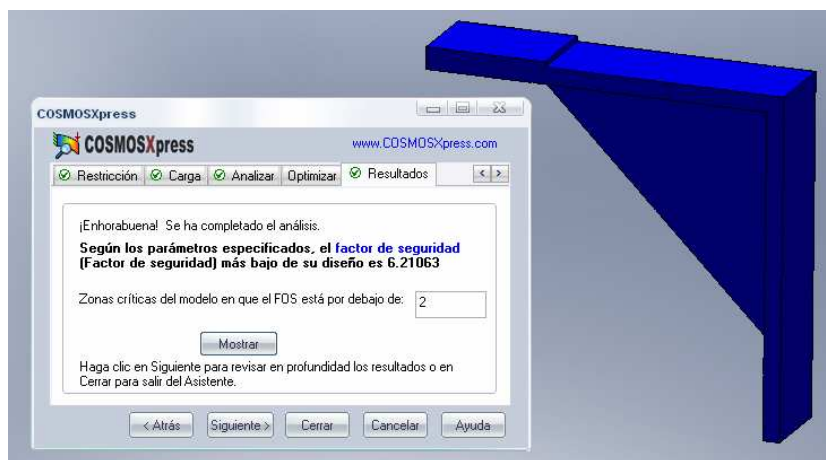 COSMOSXpress
COSMOSXpress
www.COSMOSXpress.com
Restricción Carga Analizar Optimizar Resultados < >
¡Enhorabuena! Se ha completado el análisis.
Según los parámetros especificados, el factor de seguridad
(Factor de seguridad) más bajo de su diseño es 6.21063
Zonas críticas del modelo en que el FOS está por debajo de: 2
Mostrar
Haga clic en Siguiente para revisar en profundidad los resultados o en
Cerrar para salir del Asistente.
< Atrás Siguiente > Cerrar Cancelar Ayuda